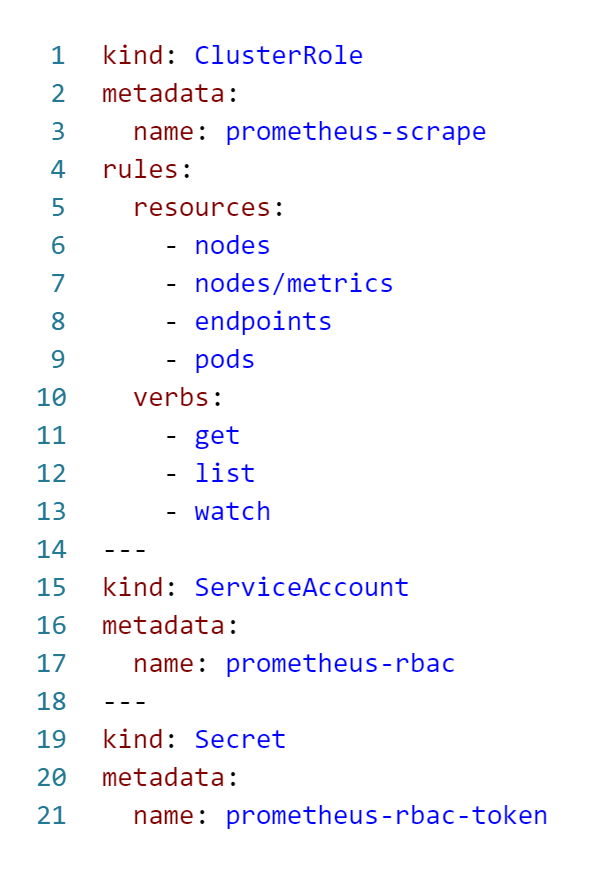 1 kind: ClusterRole
2 metadata:
3   name: prometheus-scrape
4 rules:
5   resources:
6     - nodes
7     - nodes/metrics
8     - endpoints
9     - pods
10   verbs:
11     - get
12     - list
13     - watch
14 ---
15 kind: ServiceAccount
16 metadata:
17   name: prometheus-rbac
18 ---
19 kind: Secret
20 metadata:
21   name: prometheus-rbac-token